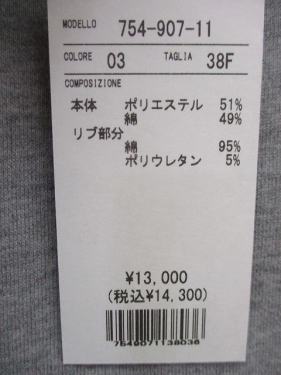 MODELLO 754-907-11
COLORE 03 TAGLIA 38F
COMPOSIZIONE
本体 ポリエステル 51%
綿 49%
リブ部分
綿 95%
ポリウレタン 5%
¥13,000
(税込¥14,300)
7549071138036